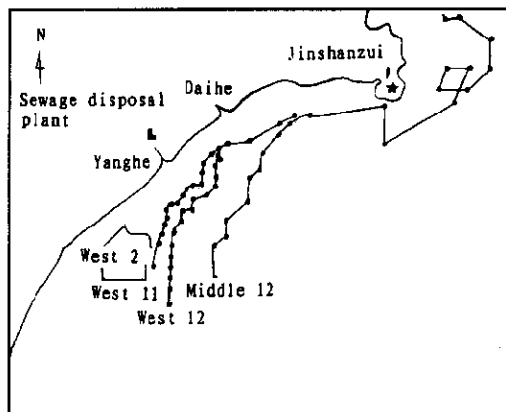 N
Jinshanzui
Daihe
Sewage disposal
plant
Yanghe
West 2
West 11
Middle 12
West 12